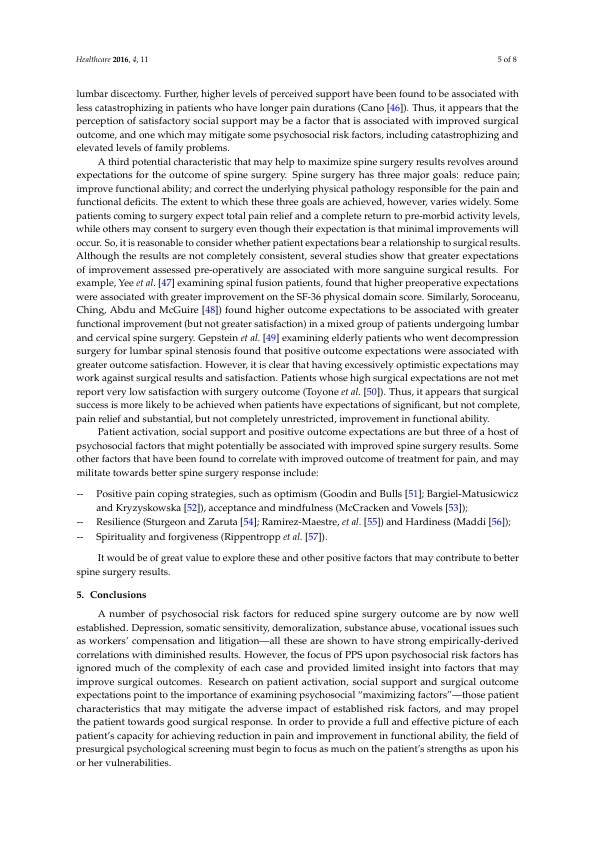 Healthcare 2016, 4, 11
5 of 8
lumbar discectomy. Further, higher levels of perceived support have been found to be associated with
less catastrophizing in patients who have longer pain durations (Cano [46]). Thus, it appears that the
perception of satisfactory social support may be a factor that is associated with improved surgical
outcome, and one which may mitigate some psychosocial risk factors, including catastrophizing and
elevated levels of family problems.
A third potential characteristic that may help to maximize spine surgery results revolves around
expectations for the outcome of spine surgery. Spine surgery has three major goals: reduce pain;
improve functional ability; and correct the underlying physical pathology responsible for the pain and
functional deficits. The extent to which these three goals are achieved, however, varies widely. Some
patients coming to surgery expect total pain relief and a complete return to pre-morbid activity levels,
while others may consent to surgery even though their expectation is that minimal improvements will
occur. So, it is reasonable to consider whether patient expectations bear a relationship to surgical results.
Although the results are not completely consistent, several studies show that greater expectations
of improvement assessed pre-operatively are associated with more sanguine surgical results. For
example, Yee et al. [47] examining spinal fusion patients, found that higher preoperative expectations
were associated with greater improvement on the SF-36 physical domain score. Similarly, Soroceanu,
Ching, Abdu and McGuire [48]) found higher outcome expectations to be associated with greater
functional improvement (but not greater satisfaction) in a mixed group of patients undergoing lumbar
and cervical spine surgery. Gepstein et al. [49] examining elderly patients who went decompression
surgery for lumbar spinal stenosis found that positive outcome expectations were associated with
greater outcome satisfaction. However, it is clear that having excessively optimistic expectations may
work against surgical results and satisfaction. Patients whose high surgical expectations are not met
report very low satisfaction with surgery outcome (Toyone et al. [50]). Thus, it appears that surgical
success is more likely to be achieved when patients have expectations of significant, but not complete,
pain relief and substantial, but not completely unrestricted, improvement in functional ability.
Patient activation, social support and positive outcome expectations are but three of a host of
psychosocial factors that might potentially be associated with improved spine surgery results. Some
other factors that have been found to correlate with improved outcome of treatment for pain, and may
militate towards better spine surgery response include:
-- Positive pain coping strategies, such as optimism (Goodin and Bulls [51]; Bargiel-Matusicwicz
and Kryzyskowska [52]), acceptance and mindfulness (McCracken and Vowels [53]);
-- Resilience (Sturgeon and Zaruta [54]; Ramirez-Maestre, et al. [55]) and Hardiness (Maddi [56]);
-- Spirituality and forgiveness (Rippentropp et al. [57]).
It would be of great value to explore these and other positive factors that may contribute to better
spine surgery results.
5. Conclusions
A number of psychosocial risk factors for reduced spine surgery outcome are by now well
established. Depression, somatic sensitivity, demoralization, substance abuse, vocational issues such
as workers’ compensation and litigation—all these are shown to have strong empirically-derived
correlations with diminished results. However, the focus of PPS upon psychosocial risk factors has
ignored much of the complexity of each case and provided limited insight into factors that may
improve surgical outcomes. Research on patient activation, social support and surgical outcome
expectations point to the importance of examining psychosocial “maximizing factors”—those patient
characteristics that may mitigate the adverse impact of established risk factors, and may propel
the patient towards good surgical response. In order to provide a full and effective picture of each
patient’s capacity for achieving reduction in pain and improvement in functional ability, the field of
presurgical psychological screening must begin to focus as much on the patient’s strengths as upon his
or her vulnerabilities.